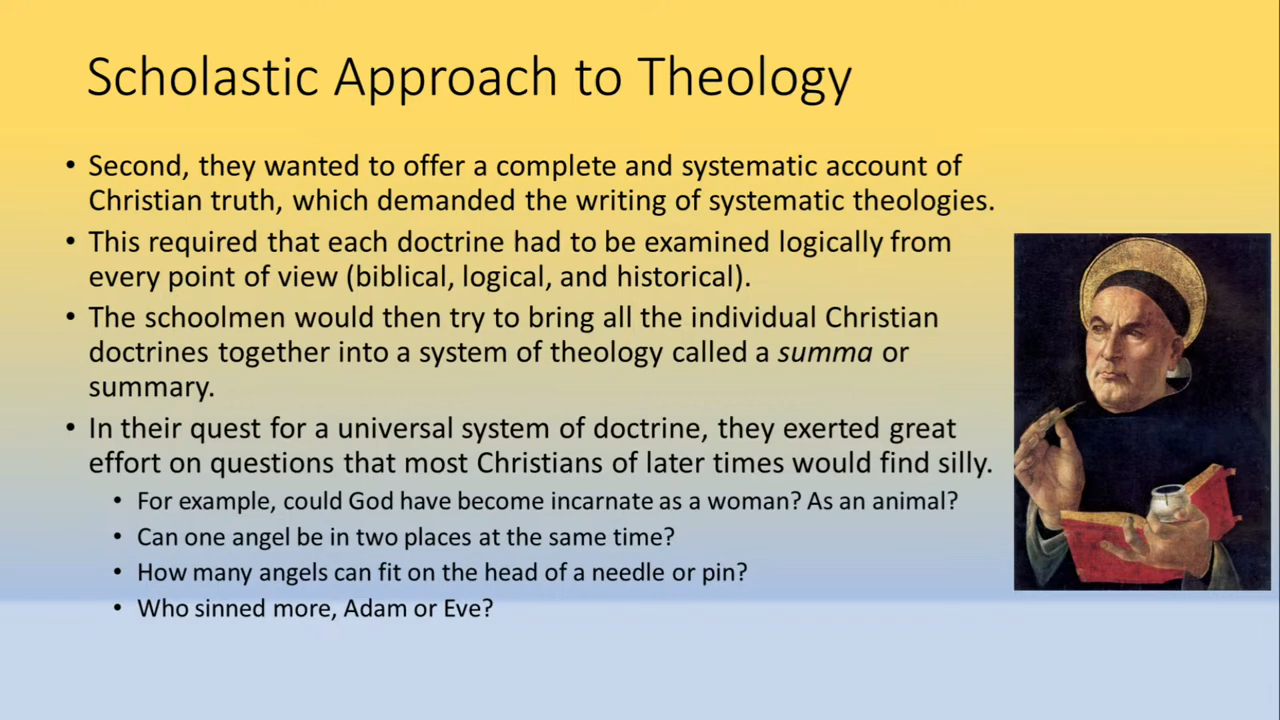 Scholastic Approach to Theology
• Second, they wanted to offer a complete and systematic account of
Christian truth, which demanded the writing of systematic theologies.
• This required that each doctrine had to be examined logically from
every point of view (biblical, logical, and historical).
• The schoolmen would then try to bring all the individual Christian
doctrines together into a system of theology called a summa or
summary.
• In their quest for a universal system of doctrine, they exerted great
effort on questions that most Christians of later times would find silly.
• For example, could God have become incarnate as a woman? As an animal?
• Can one angel be in two places at the same time?
• How many angels can fit on the head of a needle or pin?
• Who sinned more, Adam or Eve?